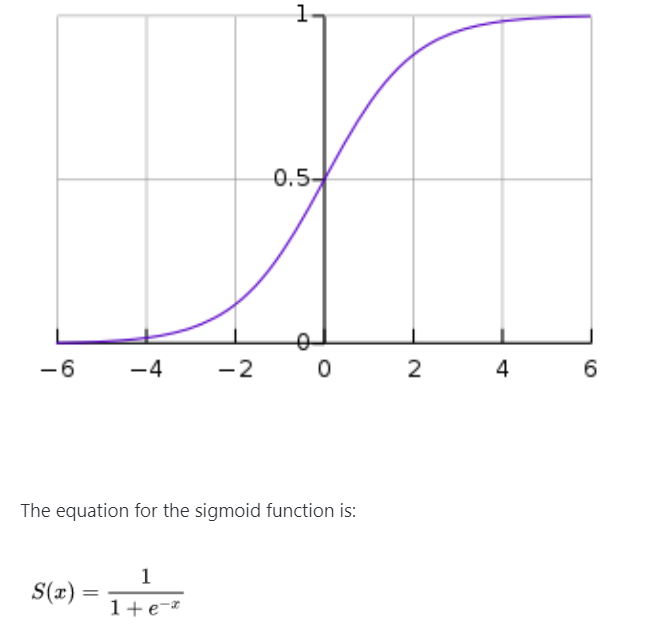 1
0.5
0
−6 −4 −2 0 2 4 6
The equation for the sigmoid function is:
S(x) = 1 / (1 + e^{-x})